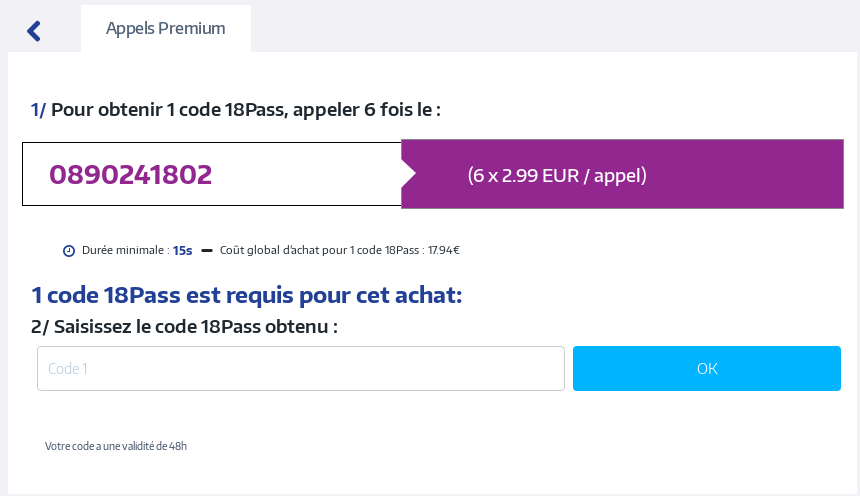 Appels Premium
1/ Pour obtenir 1 code 18Pass, appeler 6 fois le :
0890241802
(6 x 2.99 EUR / appel)
Durée minimale : 15s — Coût global d'achat pour 1 code 18Pass : 17.94€
1 code 18Pass est requis pour cet achat:
2/ Saisissez le code 18Pass obtenu :
Code 1
OK
Votre code a une validité de 48h